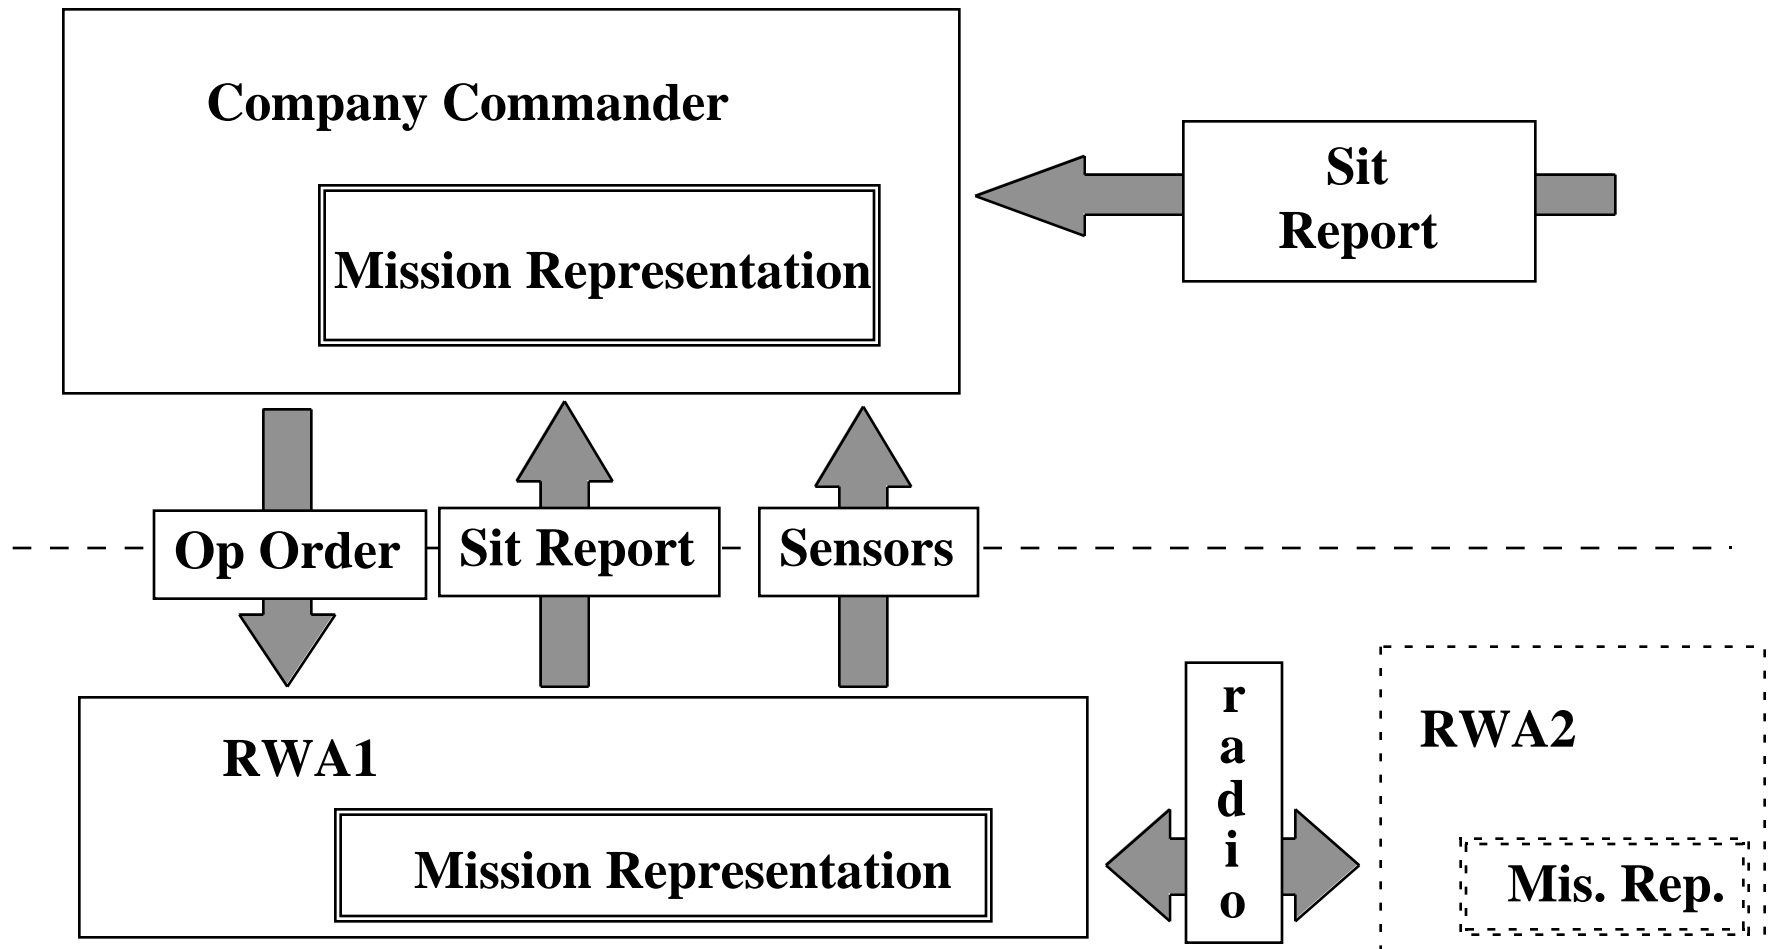 Company Commander
Mission Representation
Sit
Report
Op Order
Sit Report
Sensors
RWA1
Mission Representation
r
a
d
i
o
RWA2
Mis. Rep.